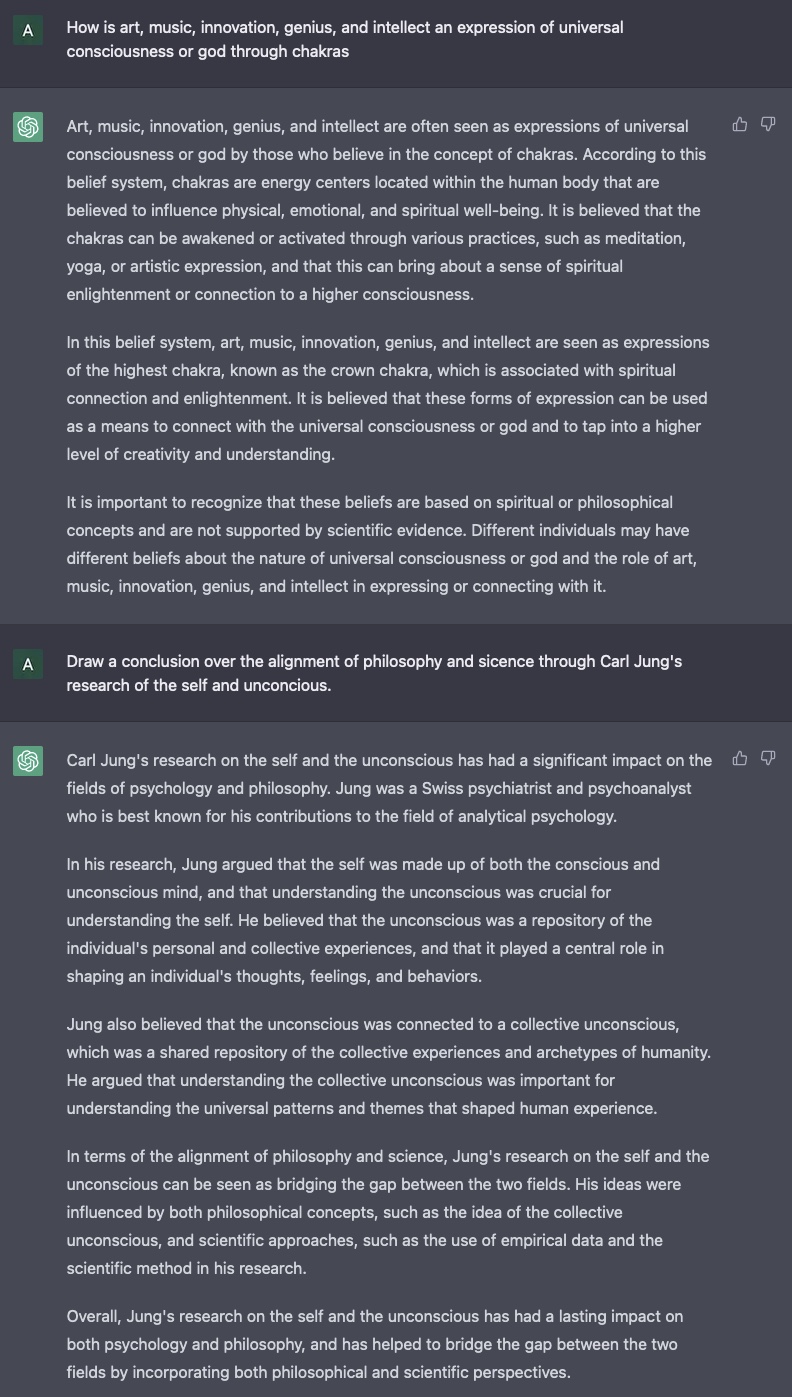 A
How is art, music, innovation, genius, and intellect an expression of universal
consciousness or god through chakras
Art, music, innovation, genius, and intellect are often seen as expressions of universal
consciousness or god by those who believe in the concept of chakras. According to this
belief system, chakras are energy centers located within the human body that are
believed to influence physical, emotional, and spiritual well-being. It is believed that the
chakras can be awakened or activated through various practices, such as meditation,
yoga, or artistic expression, and that this can bring about a sense of spiritual
enlightenment or connection to a higher consciousness.
In this belief system, art, music, innovation, genius, and intellect are seen as expressions
of the highest chakra, known as the crown chakra, which is associated with spiritual
connection and enlightenment. It is believed that these forms of expression can be used
as a means to connect with the universal consciousness or god and to tap into a higher
level of creativity and understanding.
It is important to recognize that these beliefs are based on spiritual or philosophical
concepts and are not supported by scientific evidence. Different individuals may have
different beliefs about the nature of universal consciousness or god and the role of art,
music, innovation, genius, and intellect in expressing or connecting with it.
A
Draw a conclusion over the alignment of philosophy and sicence through Carl Jung's
research of the self and unconcious.
Carl Jung's research on the self and the unconscious has had a significant impact on the
fields of psychology and philosophy. Jung was a Swiss psychiatrist and psychoanalyst
who is best known for his contributions to the field of analytical psychology.
In his research, Jung argued that the self was made up of both the conscious and
unconscious mind, and that understanding the unconscious was crucial for
understanding the self. He believed that the unconscious was a repository of the
individual's personal and collective experiences, and that it played a central role in
shaping an individual's thoughts, feelings, and behaviors.
Jung also believed that the unconscious was connected to a collective unconscious,
which was a shared repository of the collective experiences and archetypes of humanity.
He argued that understanding the collective unconscious was important for
understanding the universal patterns and themes that shaped human experience.
In terms of the alignment of philosophy and science, Jung's research on the self and the
unconscious can be seen as bridging the gap between the two fields. His ideas were
influenced by both philosophical concepts, such as the idea of the collective
unconscious, and scientific approaches, such as the use of empirical data and the
scientific method in his research.
Overall, Jung's research on the self and the unconscious has had a lasting impact on
both psychology and philosophy, and has helped to bridge the gap between the two
fields by incorporating both philosophical and scientific perspectives.